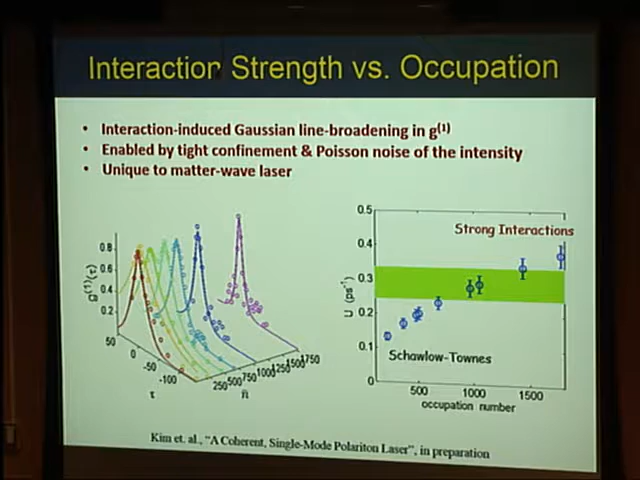 Interaction Strength vs. Occupation
• Interaction-induced Gaussian line-broadening in g(1)
• Enabled by tight confinement & Poisson noise of the intensity
• Unique to matter-wave laser
0.8
0.6
0.4
0.2
g(1)(τ)
50
0
-50
-100
τ
250 500 750 1000 1250 1500 1750
n̄
0.5
0.4
0.3
0.2
0.1
0
U (ps-1)
Strong Interactions
Schawlow-Townes
500 1000 1500
occupation number
Kim et. al., "A Coherent, Single-Mode Polariton Laser", in preparation